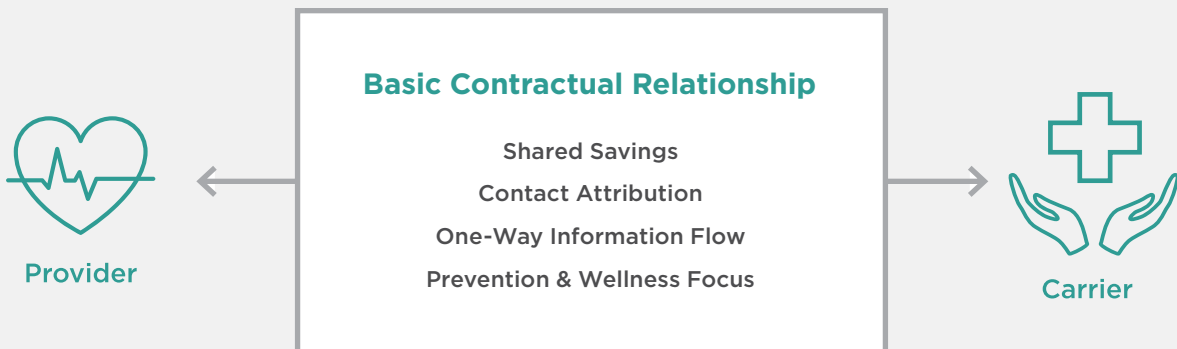 Basic Contractual Relationship
Shared Savings
Contact Attribution
One-Way Information Flow
Prevention & Wellness Focus
Provider
Carrier